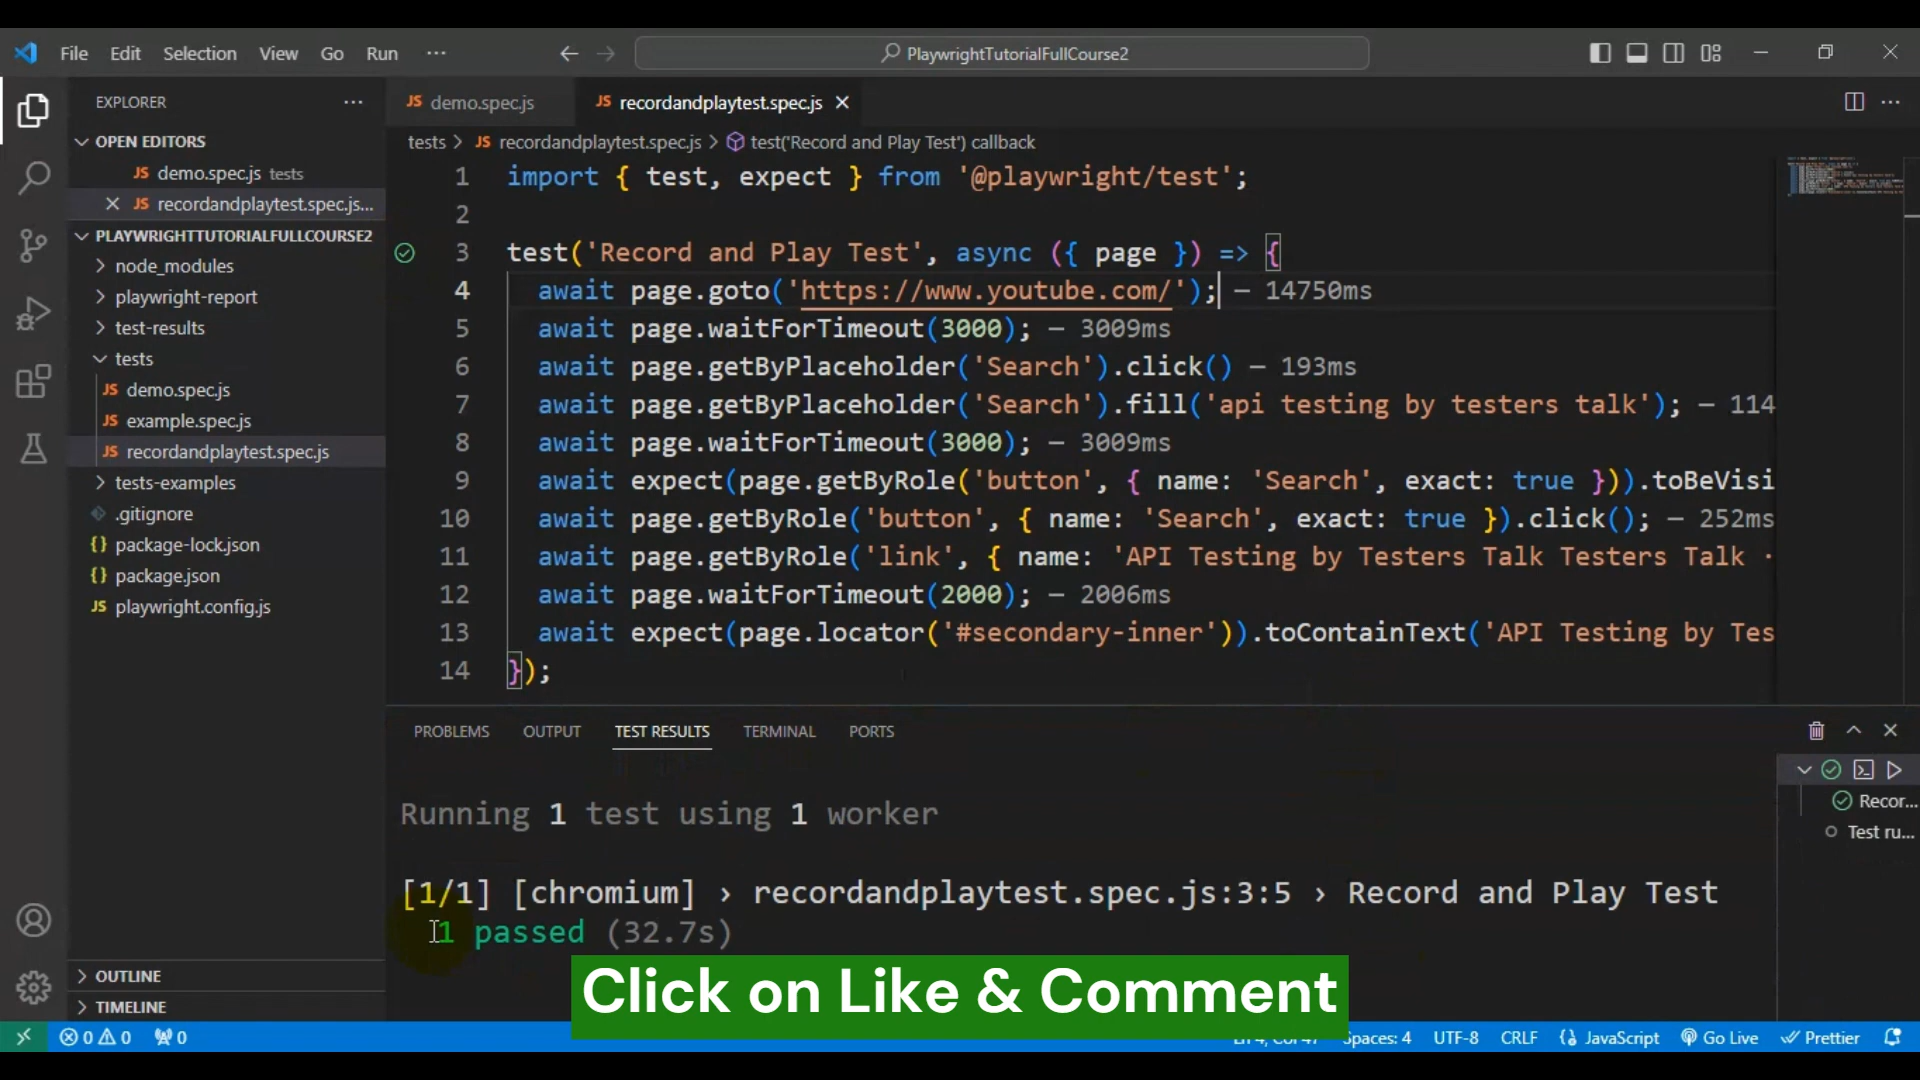 File Edit Selection View Go Run ···
PlaywrightTutorialFullCourse2
EXPLORER ···
OPEN EDITORS
JS demo.spec.js tests
JS recordandplaytest.spec.js...
PLAYWRIGHTTUTORIALFULLCOURSE2
node_modules
playwright-report
test-results
tests
JS demo.spec.js
JS example.spec.js
JS recordandplaytest.spec.js
tests-examples
.gitignore
{} package-lock.json
{} package.json
JS playwright.config.js
OUTLINE
TIMELINE
JS demo.spec.js JS recordandplaytest.spec.js
tests > JS recordandplaytest.spec.js > test('Record and Play Test') callback
1 import { test, expect } from '@playwright/test';
2
3 test('Record and Play Test', async ({ page }) => {
4 await page.goto('https://www.youtube.com/'); — 14750ms
5 await page.waitForTimeout(3000); — 3009ms
6 await page.getByPlaceholder('Search').click() — 193ms
7 await page.getByPlaceholder('Search').fill('api testing by testers talk'); — 114
8 await page.waitForTimeout(3000); — 3009ms
9 await expect(page.getByRole('button', { name: 'Search', exact: true })).toBeVisi
10 await page.getByRole('button', { name: 'Search', exact: true }).click(); — 252ms
11 await page.getByRole('link', { name: 'API Testing by Testers Talk Testers Talk ·
12 await page.waitForTimeout(2000); — 2006ms
13 await expect(page.locator('#secondary-inner')).toContainText('API Testing by Tes
14 });
PROBLEMS OUTPUT TEST RESULTS TERMINAL PORTS
Running 1 test using 1 worker
[1/1] [chromium] › recordandplaytest.spec.js:3:5 › Record and Play Test
1 passed (32.7s)
Recor...
Test ru...
Click on Like & Comment
0 0 0
Spaces: 4 UTF-8 CRLF {} JavaScript Go Live Prettier